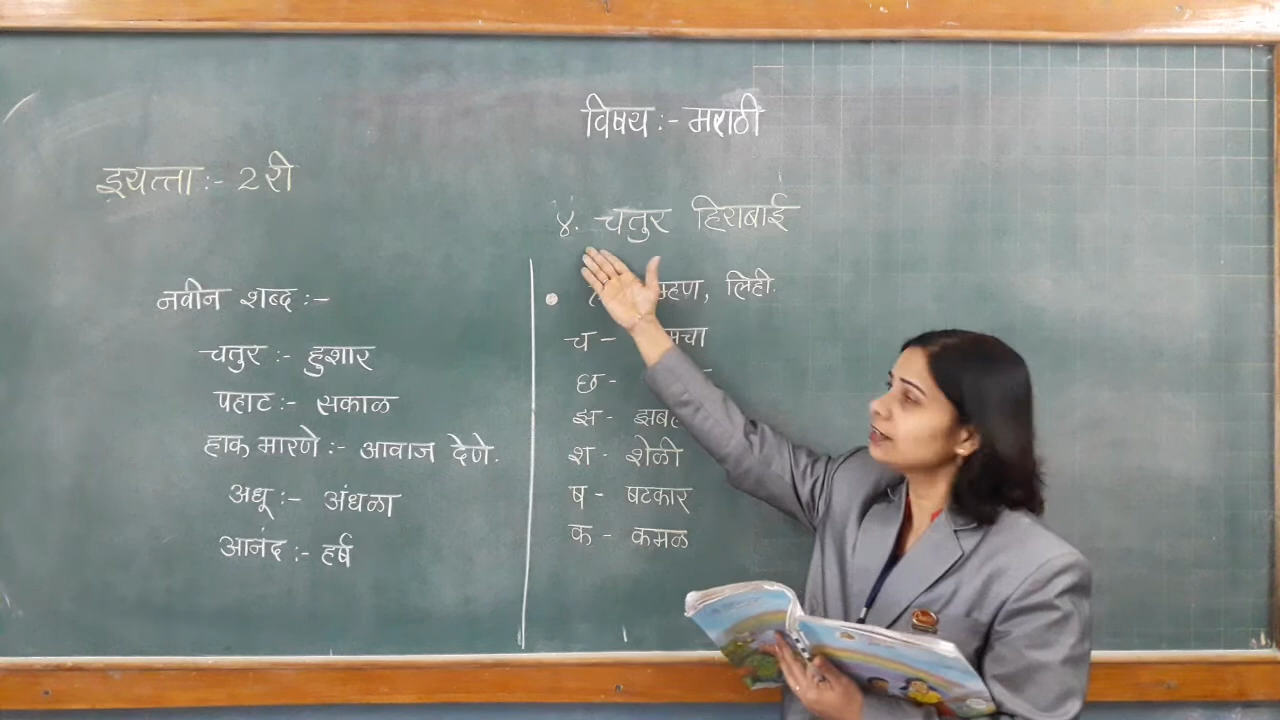 विषय :- मराठी
इयत्ता :- 2री
४. चतुर हिराबाई
नवीन शब्द :-
चतुर :- हुशार
पहाट :- सकाळ
हाक मारणे :- आवाज देणे.
अधू :- अंधळा
आनंद :- हर्ष
म्हण, लिही.
च -
छ -
झ -
श - शेळी
ष - षटकार
क - कमळ